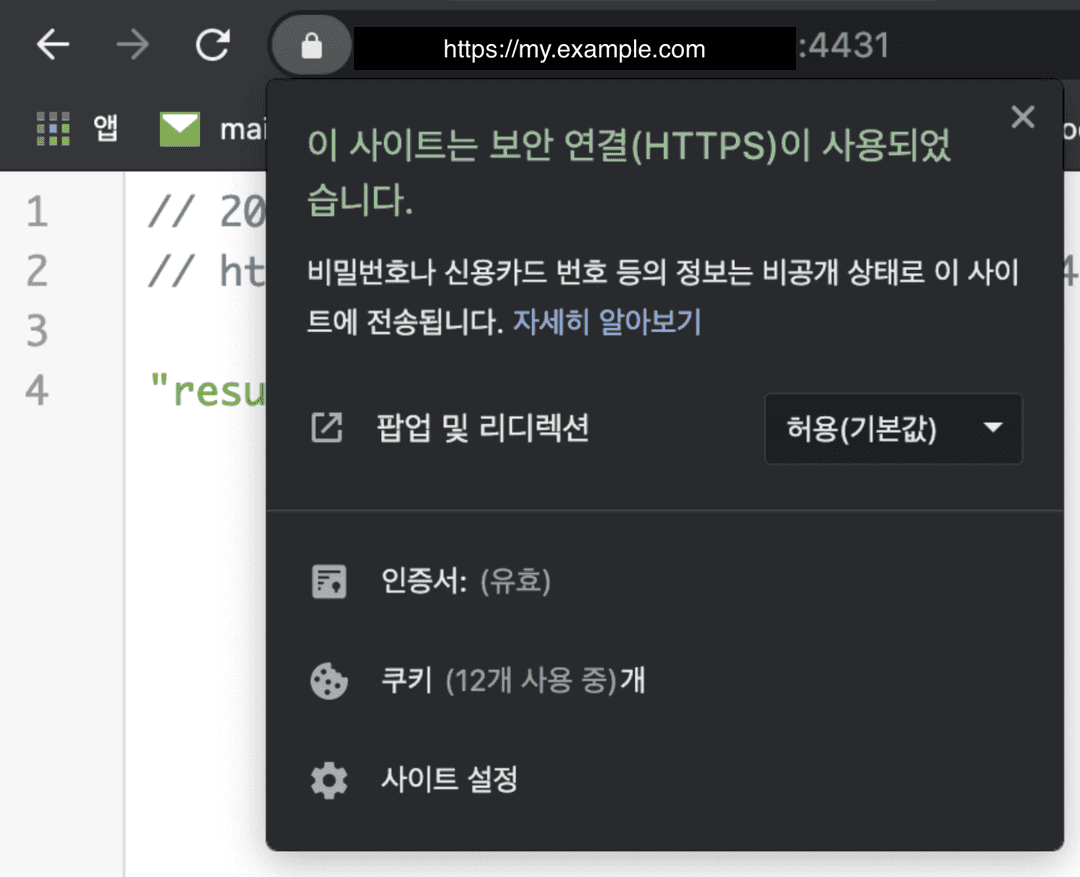 https://my.example.com:4431
앱
이 사이트는 보안 연결(HTTPS)이 사용되었
습니다.
비밀번호나 신용카드 번호 등의 정보는 비공개 상태로 이 사이
트에 전송됩니다. 자세히 알아보기
팝업 및 리디렉션 허용(기본값)
인증서: (유효)
쿠키 (12개 사용 중)개
사이트 설정
1 //
2 //
3
4